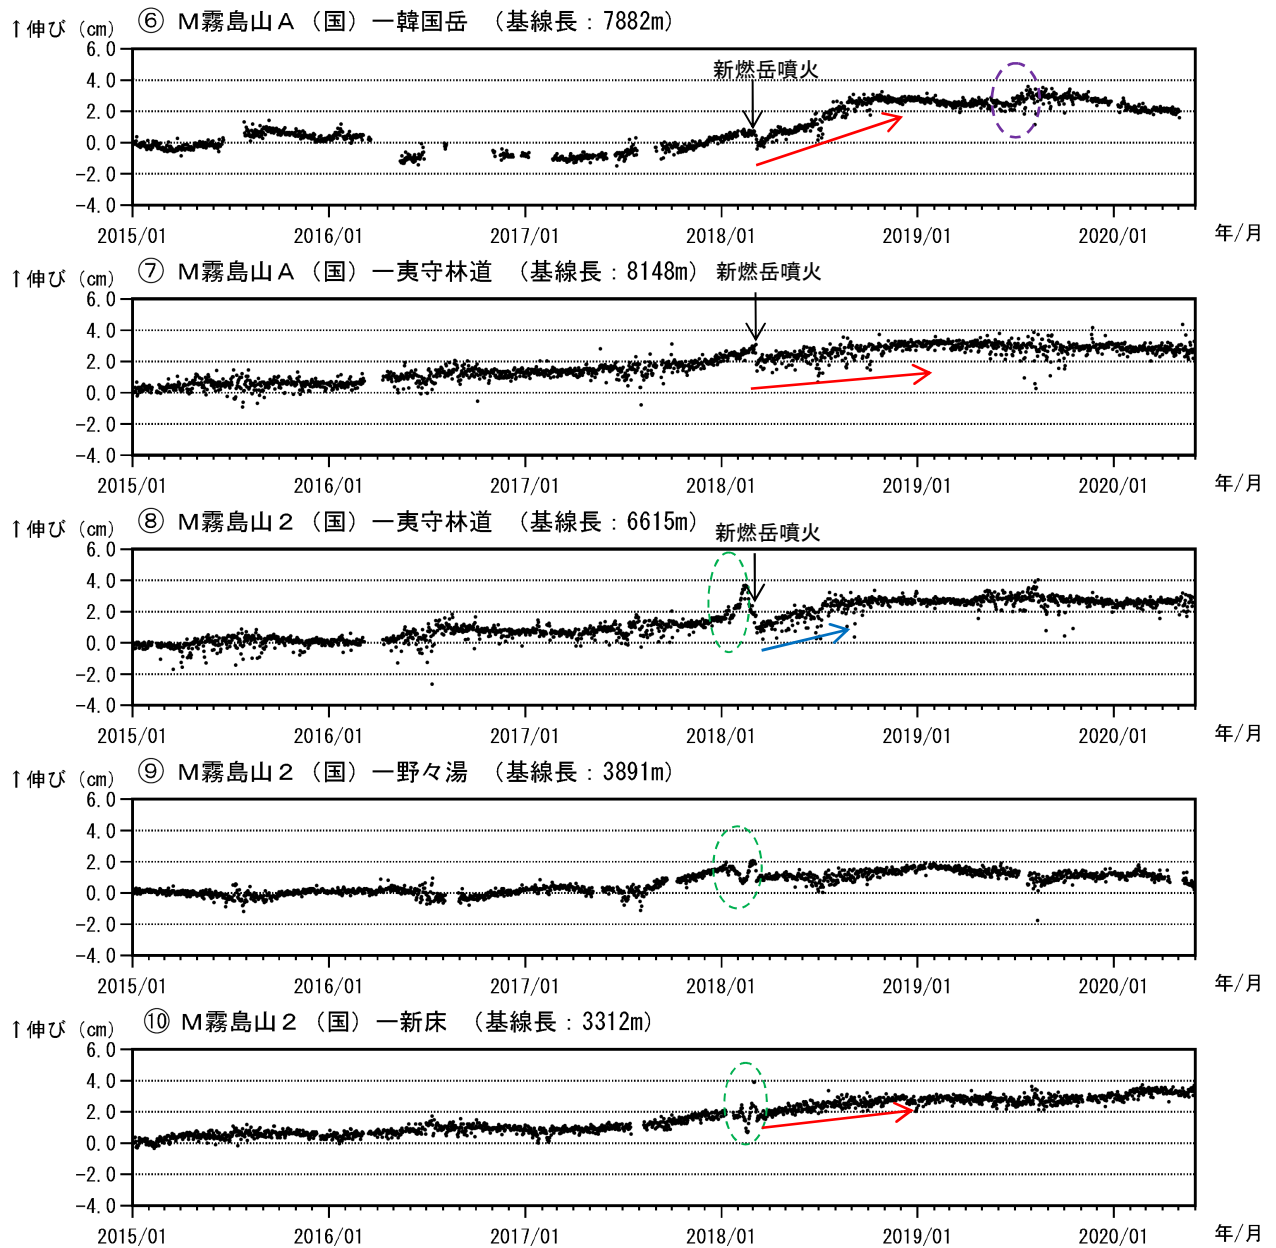 ↑伸び（cm） ⑥ Ｍ霧島山Ａ（国）－韓国岳 （基線長：7882m）
6.0
新燃岳噴火
4.0
2.0
0.0
-2.0
-4.0
2015/01 2016/01 2017/01 2018/01 2019/01 2020/01 年/月
↑伸び（cm） ⑦ Ｍ霧島山Ａ（国）－夷守林道 （基線長：8148m） 新燃岳噴火
6.0
4.0
2.0
0.0
-2.0
-4.0
2015/01 2016/01 2017/01 2018/01 2019/01 2020/01 年/月
↑伸び（cm） ⑧ Ｍ霧島山２（国）－夷守林道 （基線長：6615m） 新燃岳噴火
6.0
4.0
2.0
0.0
-2.0
-4.0
2015/01 2016/01 2017/01 2018/01 2019/01 2020/01 年/月
↑伸び（cm） ⑨ Ｍ霧島山２（国）－野々湯 （基線長：3891m）
6.0
4.0
2.0
0.0
-2.0
-4.0
2015/01 2016/01 2017/01 2018/01 2019/01 2020/01 年/月
↑伸び（cm） ⑩ Ｍ霧島山２（国）－新床 （基線長：3312m）
6.0
4.0
2.0
0.0
-2.0
-4.0
2015/01 2016/01 2017/01 2018/01 2019/01 2020/01 年/月